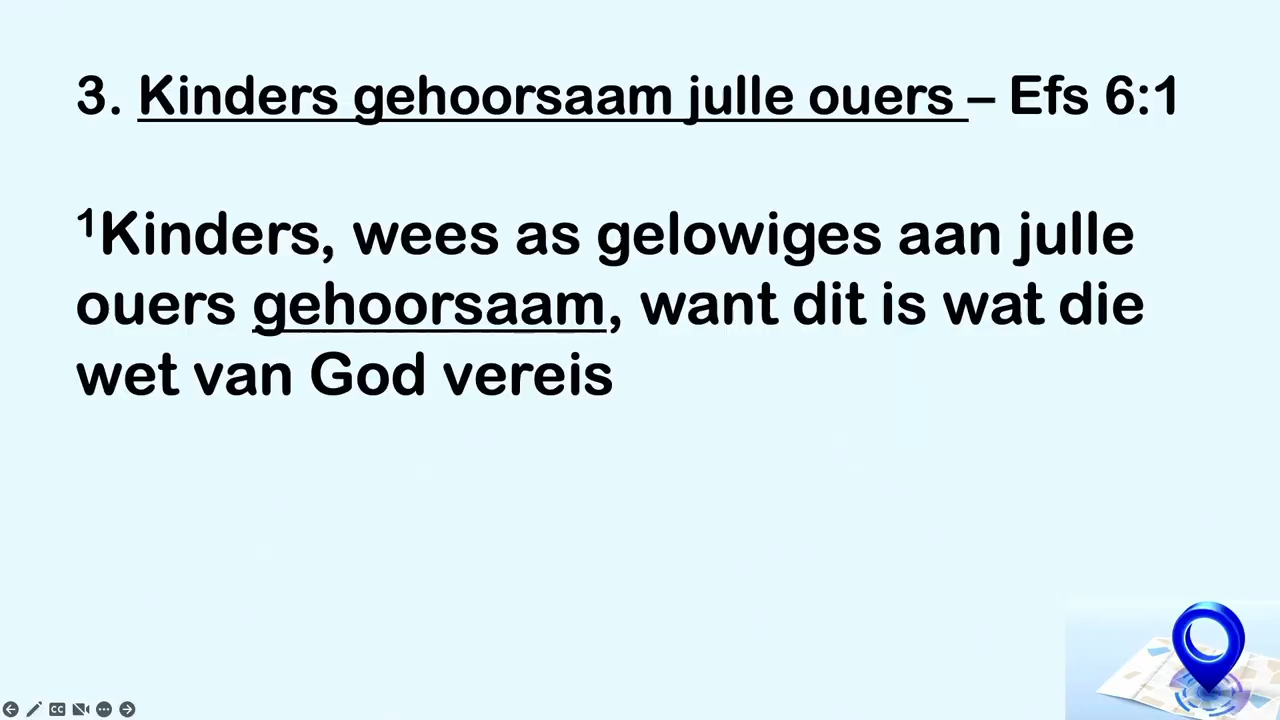 3. Kinders gehoorsaam julle ouers – Efs 6:1
¹Kinders, wees as gelowiges aan julle
ouers gehoorsaam, want dit is wat die
wet van God vereis
CC